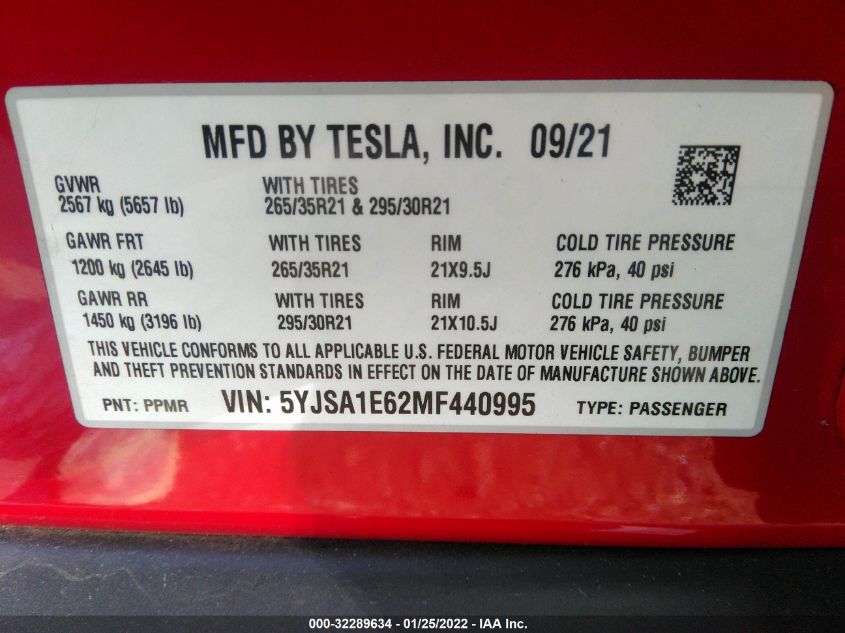 MFD BY TESLA, INC. 09/21
GVWR WITH TIRES
2567 kg (5657 lb) 265/35R21 & 295/30R21
GAWR FRT WITH TIRES RIM COLD TIRE PRESSURE
1200 kg (2645 lb) 265/35R21 21X9.5J 276 kPa, 40 psi
GAWR RR WITH TIRES RIM COLD TIRE PRESSURE
1450 kg (3196 lb) 295/30R21 21X10.5J 276 kPa, 40 psi
THIS VEHICLE CONFORMS TO ALL APPLICABLE U.S. FEDERAL MOTOR VEHICLE SAFETY, BUMPER
AND THEFT PREVENTION STANDARDS IN EFFECT ON THE DATE OF MANUFACTURE SHOWN ABOVE.
PNT: PPMR VIN: 5YJSA1E62MF440995 TYPE: PASSENGER
000-32289634 - 01/25/2022 - IAA Inc.